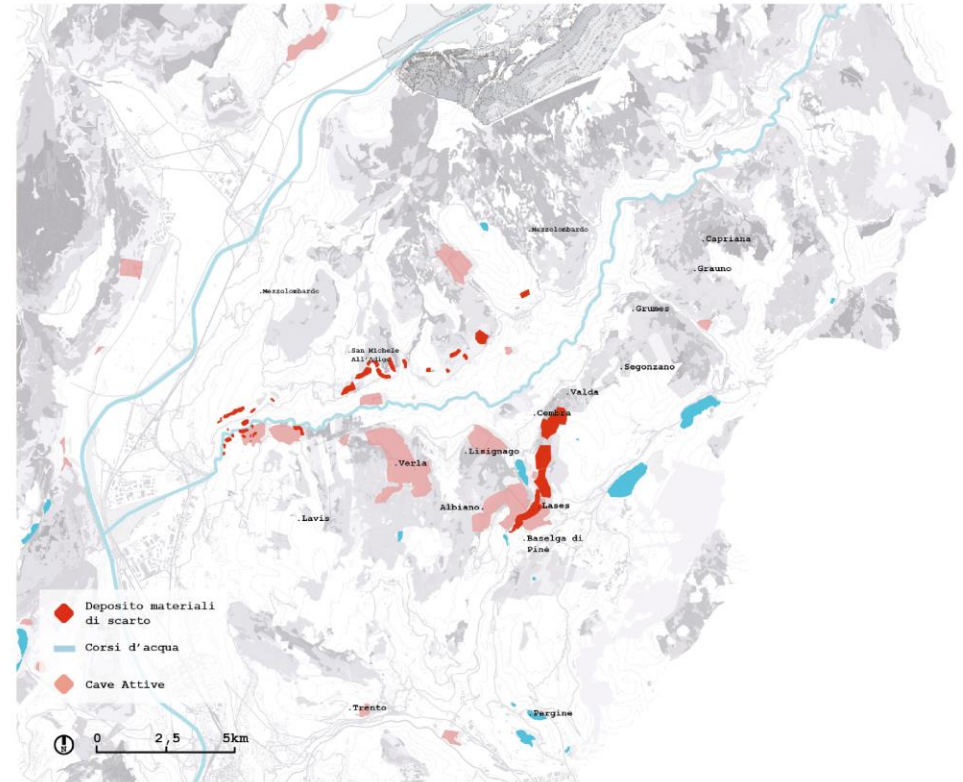 .Mezzolombardo
.Capriana
.Grauno
.Mezzolombardo
.Grumes
.San Michele
All'Adige
.Segonzano
.Valda
.Cembra
.Lisignago
.Verla
Albiano.
.Lases
.Lavis
.Baselga di
Piné
Deposito materiali
di scarto
Corsi d'acqua
Cave Attive
.Trento
.Pergine
N
0 2,5 5km